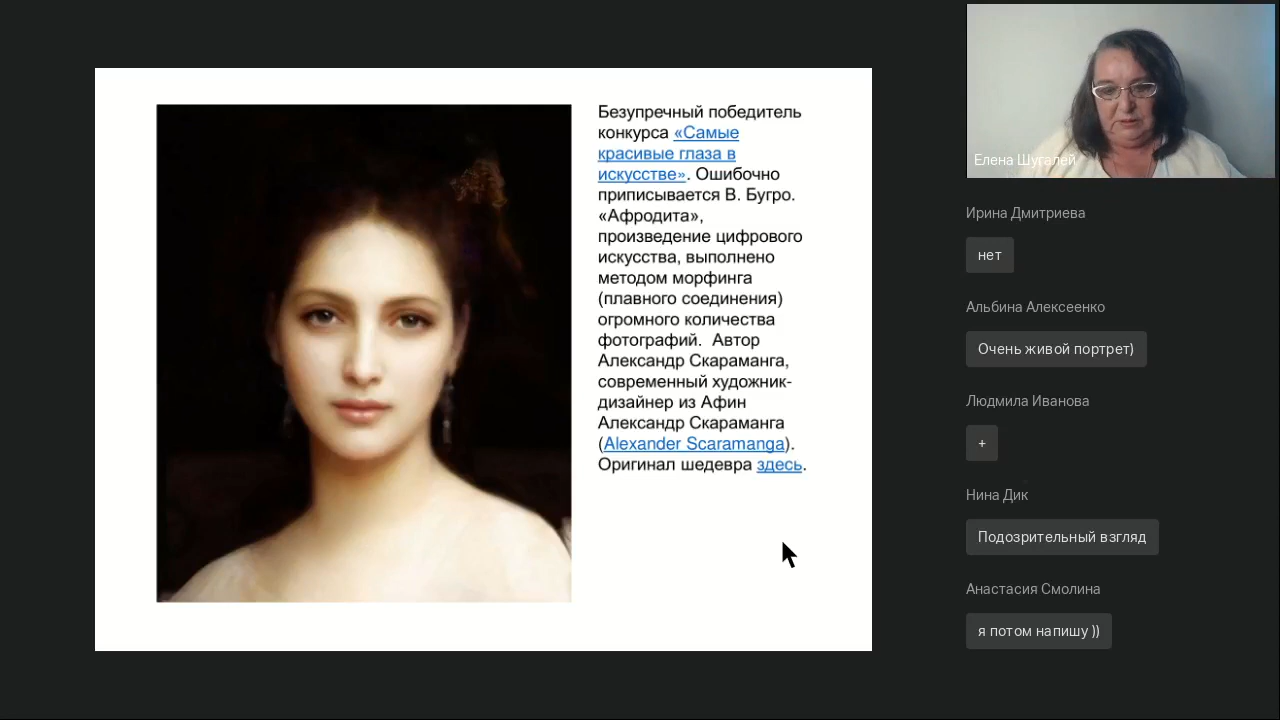 Безупречный победитель
конкурса «Самые
красивые глаза в
искусстве». Ошибочно
приписывается В. Бугро.
«Афродита»,
произведение цифрового
искусства, выполнено
методом морфинга
(плавного соединения)
огромного количества
фотографий.  Автор
Александр Скараманга,
современный художник-
дизайнер из Афин
Александр Скараманга
(Alexander Scaramanga).
Оригинал шедевра здесь.
Елена Шугалей
Ирина Дмитриева
нет
Альбина Алексеенко
Очень живой портрет)
Людмила Иванова
+
Нина Дик
Подозрительный взгляд
Анастасия Смолина
я потом напишу ))